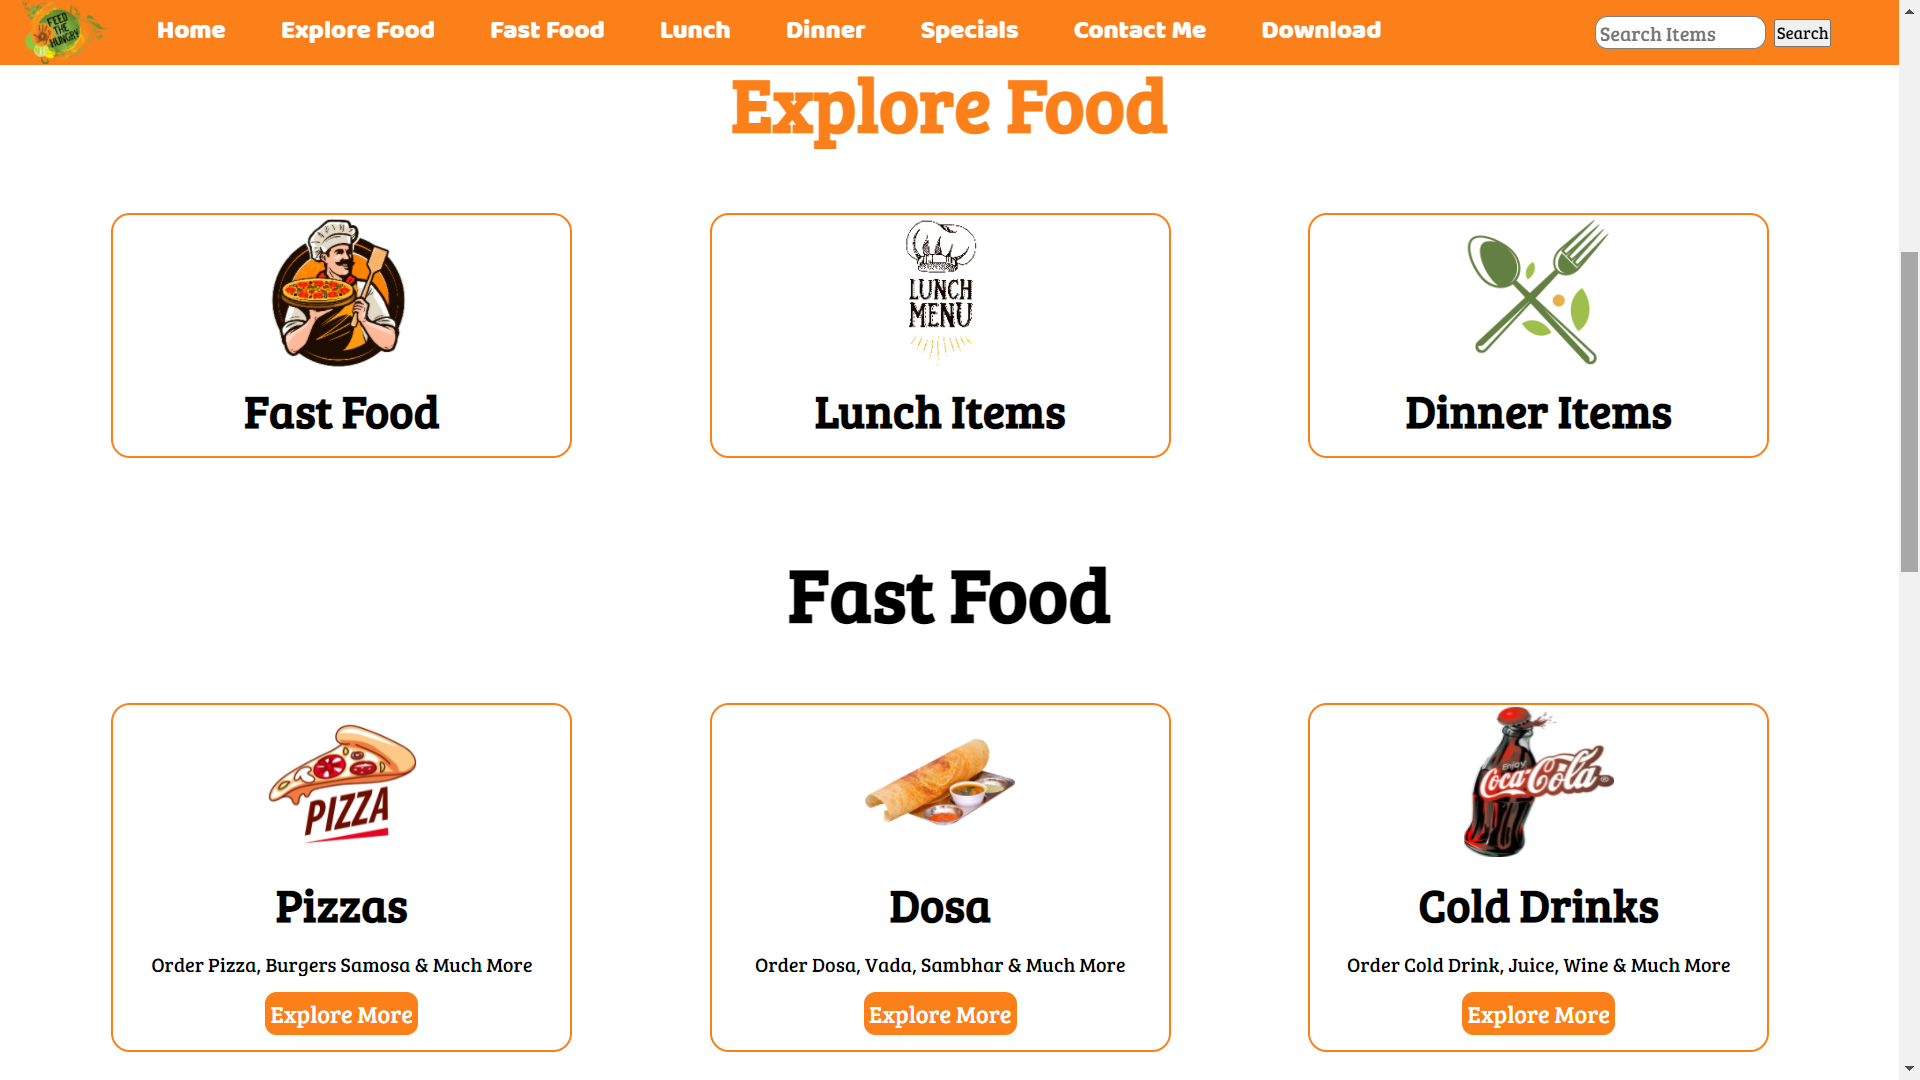 FEED
THE
HUNGRY
Home Explore Food Fast Food Lunch Dinner Specials Contact Me Download Search Items Search
Explore Food
LUNCH
MENU
Fast Food Lunch Items Dinner Items
Fast Food
PIZZA
Enjoy
Coca-Cola®
Pizzas Dosa Cold Drinks
Order Pizza, Burgers Samosa & Much More Order Dosa, Vada, Sambhar & Much More Order Cold Drink, Juice, Wine & Much More
Explore More Explore More Explore More